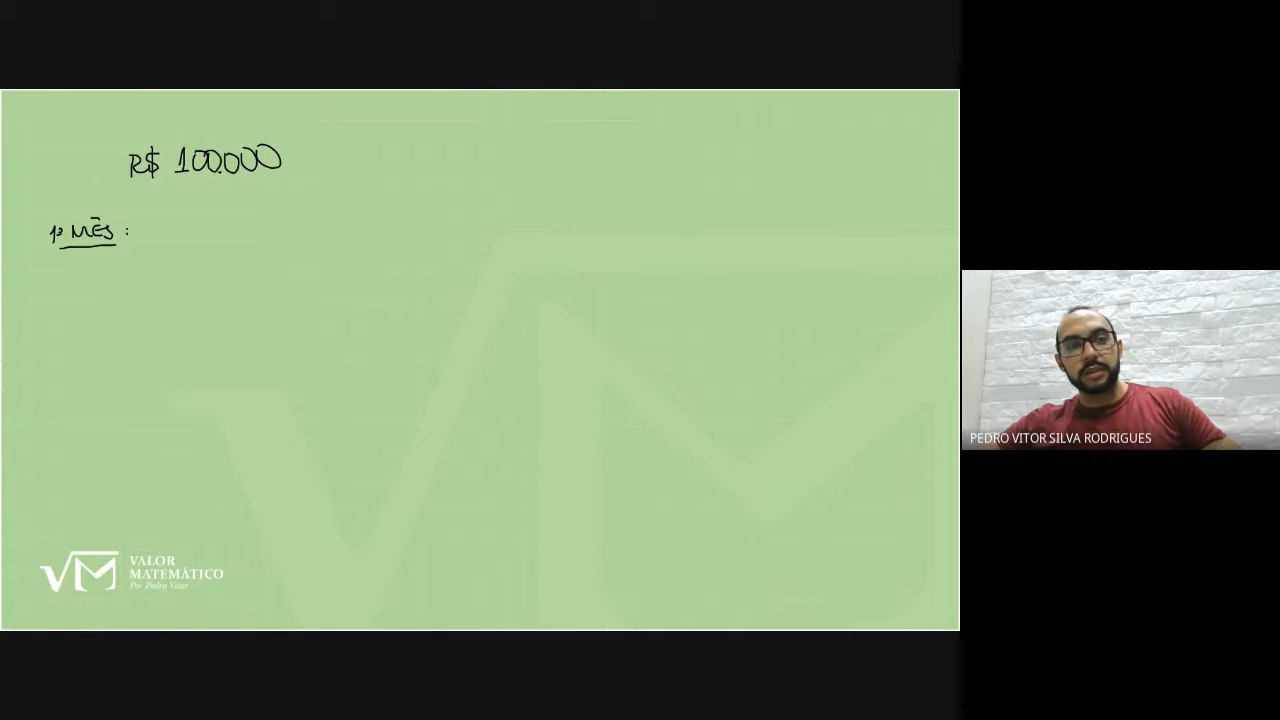 R$ 100.000
1º MÊS :
VALOR
MATEMÁTICO
Por Pedro Vitor
PEDRO VITOR SILVA RODRIGUES